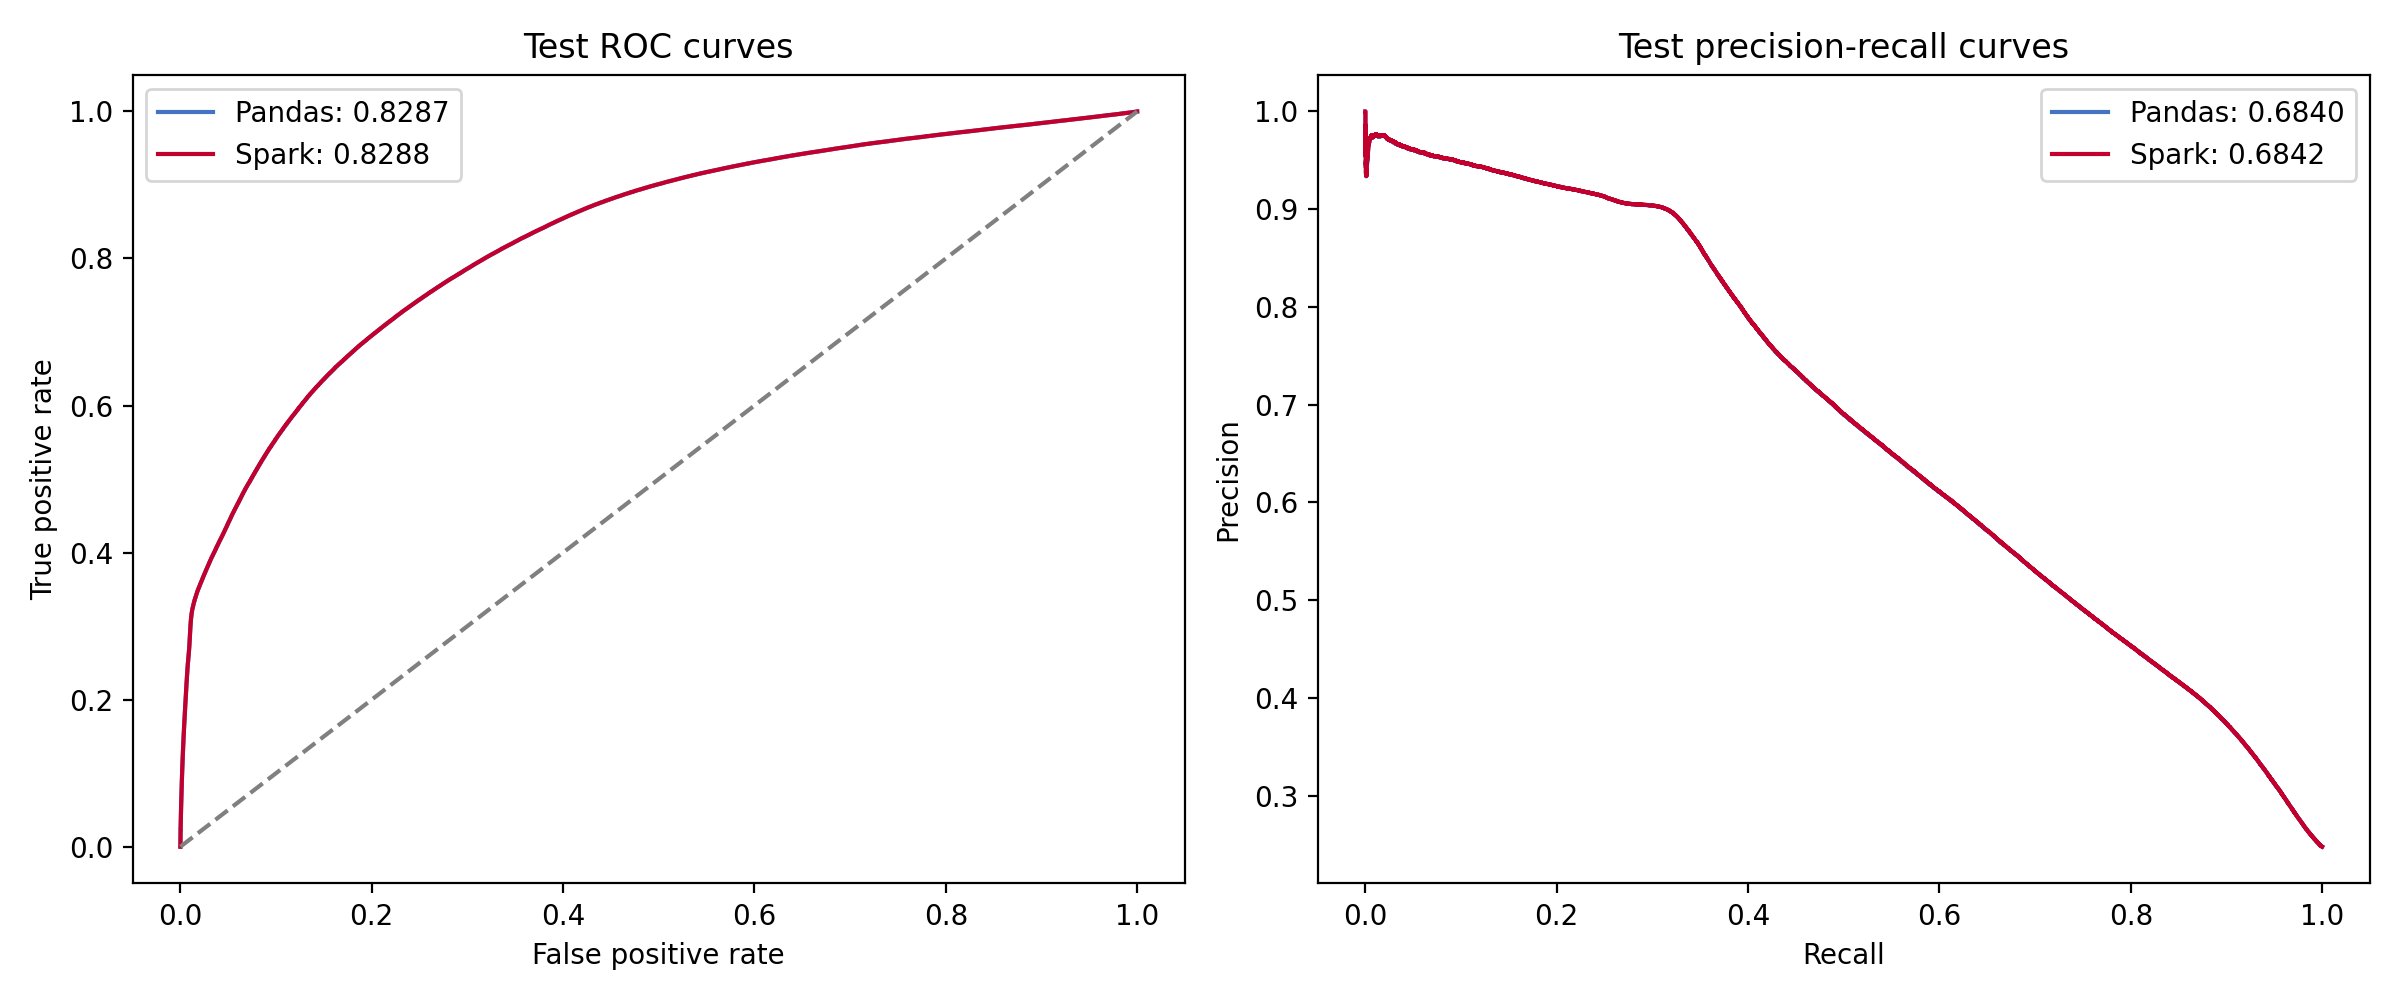 Test ROC curves
Pandas: 0.8287
Spark: 0.8288
1.0
0.8
0.6
0.4
0.2
0.0
True positive rate
0.0 0.2 0.4 0.6 0.8 1.0
False positive rate
Test precision-recall curves
Pandas: 0.6840
Spark: 0.6842
1.0
0.9
0.8
0.7
0.6
0.5
0.4
0.3
Precision
0.0 0.2 0.4 0.6 0.8 1.0
Recall